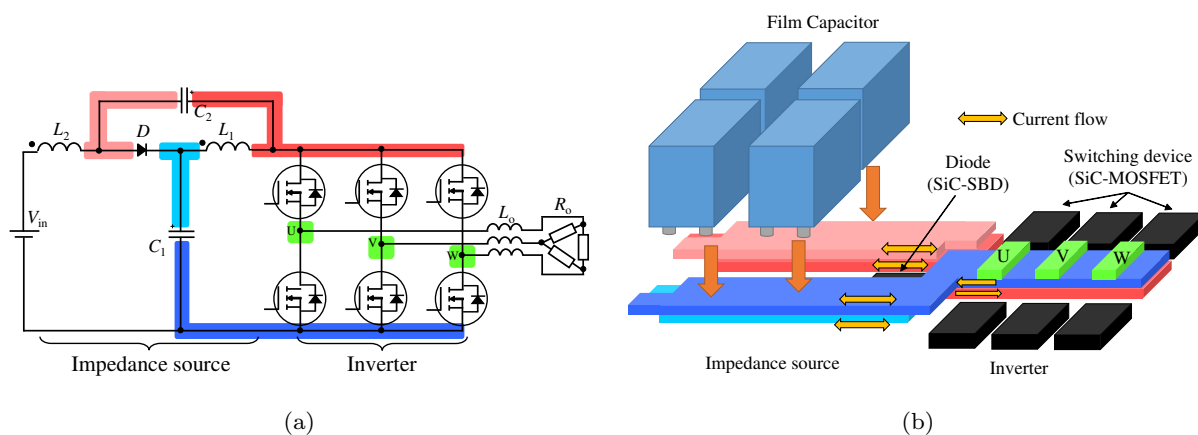 C2
L2
D
L1
Vin
C1
U
V
W
Lo
Ro
Impedance source
Inverter
(a)
Film Capacitor
Current flow
Diode
(SiC-SBD)
Switching device
(SiC-MOSFET)
U
V
W
Impedance source
Inverter
(b)